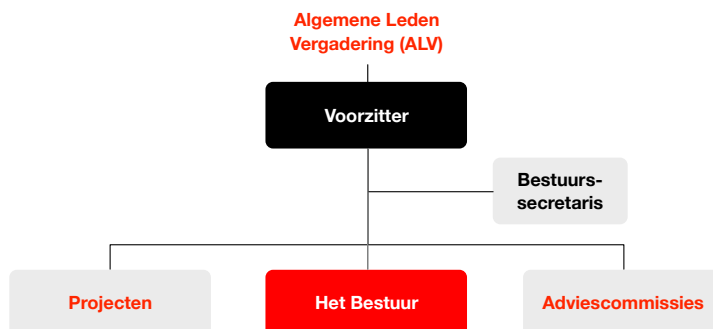 Algemene Leden
Vergadering (ALV)
Voorzitter
Bestuurs-
secretaris
Projecten
Het Bestuur
Adviescommissies